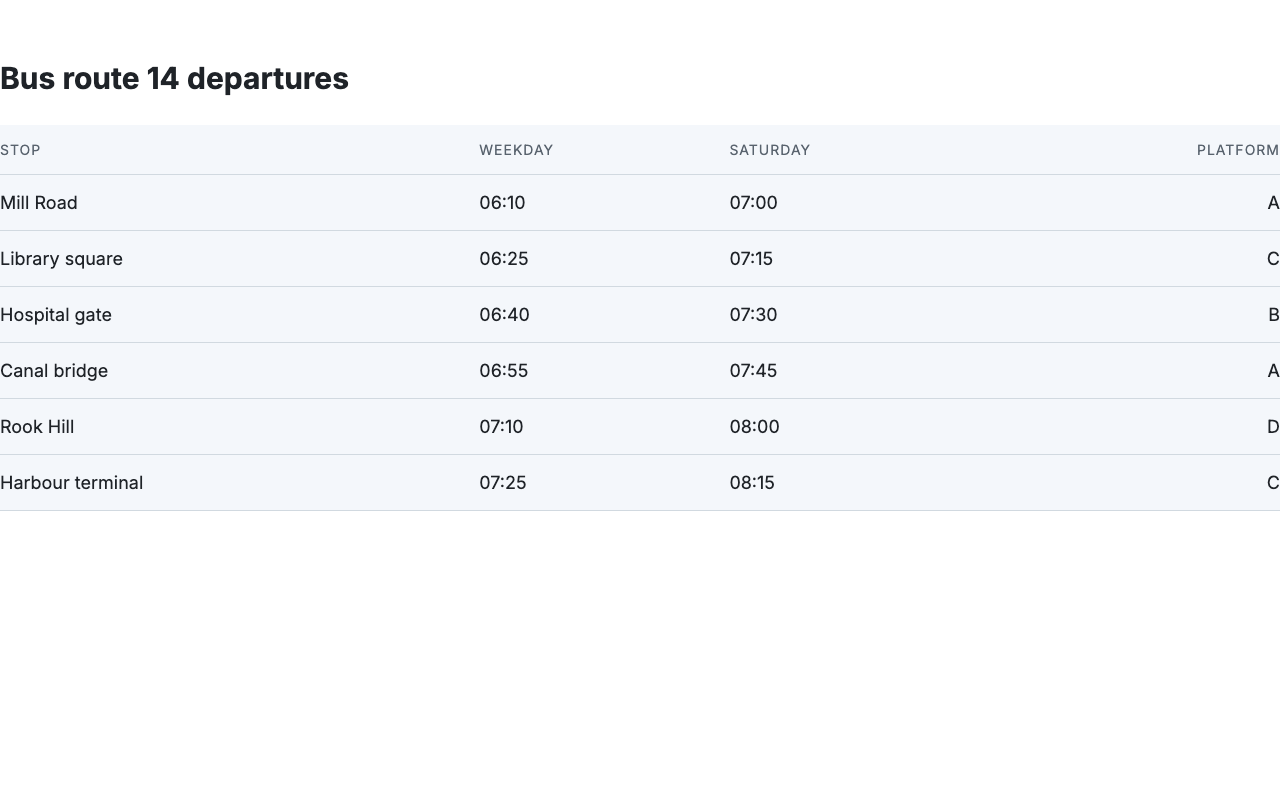 Bus route 14 departures
STOP WEEKDAY SATURDAY PLATFORM
Mill Road 06:10 07:00 A
Library square 06:25 07:15 C
Hospital gate 06:40 07:30 B
Canal bridge 06:55 07:45 A
Rook Hill 07:10 08:00 D
Harbour terminal 07:25 08:15 C